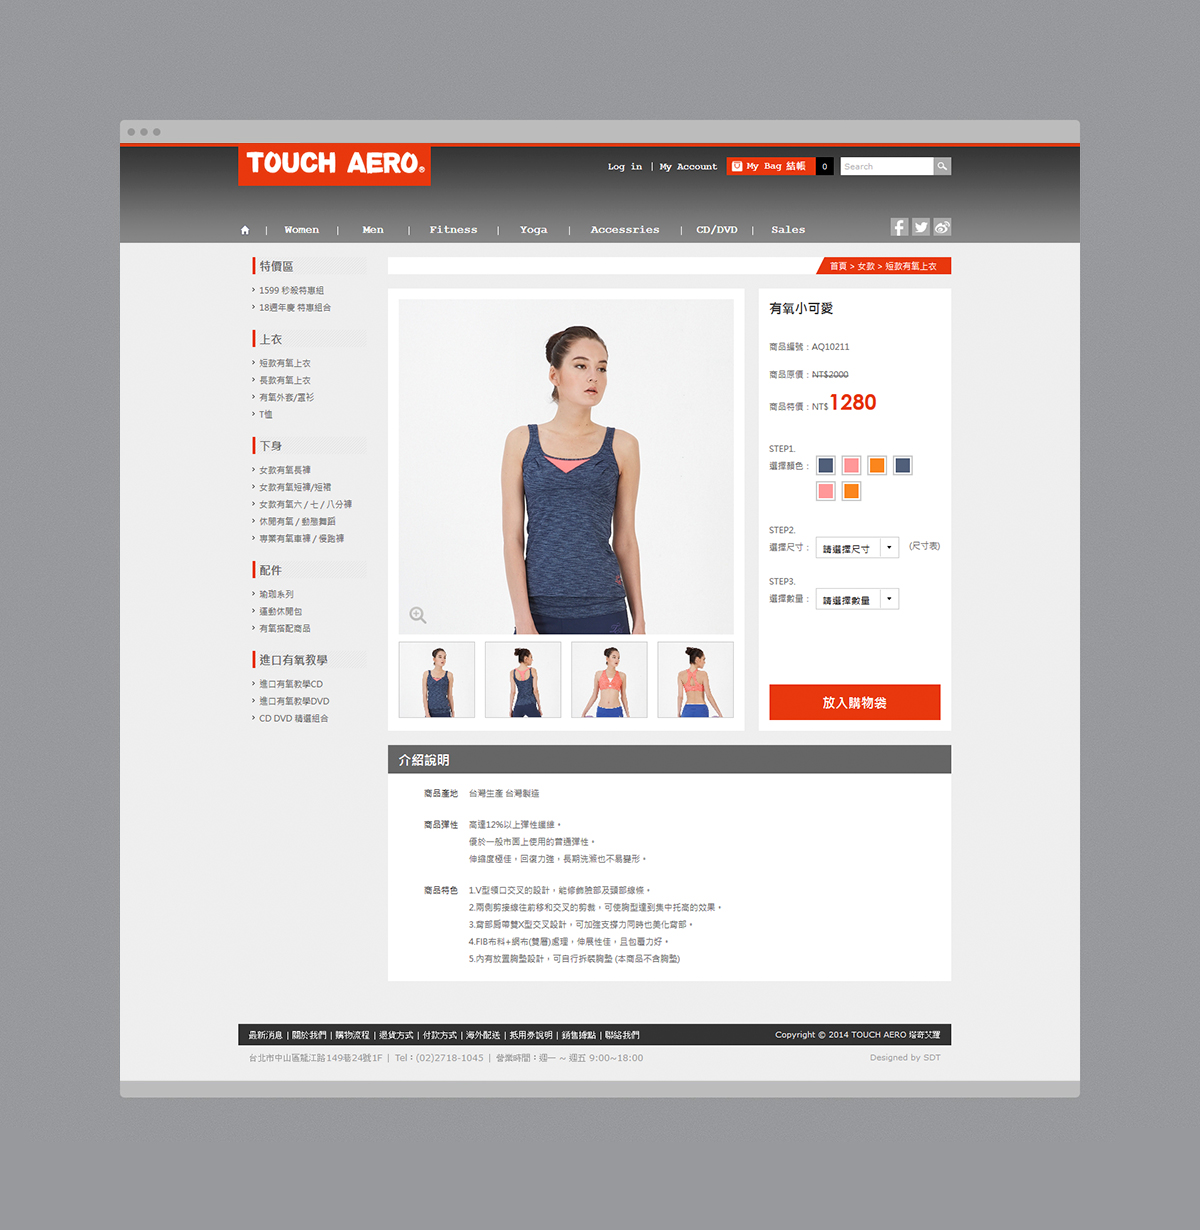 TOUCH AERO®
Log in | My Account
My Bag 結帳 0
Search
| Women | Men | Fitness | Yoga | Accessries | CD/DVD | Sales
特價區
1599 秒殺特惠組
18週年慶 特惠組合
上衣
短款有氧上衣
長款有氧上衣
有氧外套/罩衫
T恤
下身
女款有氧長褲
女款有氧短褲/短裙
女款有氧六 / 七 / 八分褲
休閒有氧 / 動態舞蹈
專業有氧車褲 / 慢跑褲
配件
瑜珈系列
運動休閒包
有氧搭配商品
進口有氧教學
進口有氧教學CD
進口有氧教學DVD
CD DVD 精選組合
首頁 > 女款 > 短款有氧上衣
有氧小可愛
商品編號：AQ10211
商品原價：NT$2000
商品特價：NT$ 1280
STEP1.
選擇顏色：
STEP2.
選擇尺寸： 請選擇尺寸 (尺寸表)
STEP3.
選擇數量： 請選擇數量
放入購物袋
介紹說明
商品產地 台灣生產 台灣製造
商品彈性 高達12%以上彈性纖維。
優於一般市面上使用的普通彈性。
伸縮度極佳，回復力強，長期洗滌也不易變形。
商品特色 1.V型領口交叉的設計，能修飾臉部及頸部線條。
2.兩側剪接線往前移和交叉的剪裁，可使胸型達到集中托高的效果。
3.背部肩帶雙X型交叉設計，可加強支撐力同時也美化背部。
4.FIB布料+網布(雙層)處理，伸展性佳，且包覆力好。
5.內有放置胸墊設計，可自行拆裝胸墊 (本商品不含胸墊)
最新消息 | 關於我們 | 購物流程 | 退貨方式 | 付款方式 | 海外配送 | 抵用劵說明 | 銷售據點 | 聯絡我們
Copyright © 2014 TOUCH AERO 塔奇艾羅
台北市中山區龍江路149巷24號1F | Tel：(02)2718-1045 | 營業時間：週一 ~ 週五 9:00~18:00
Designed by SDT